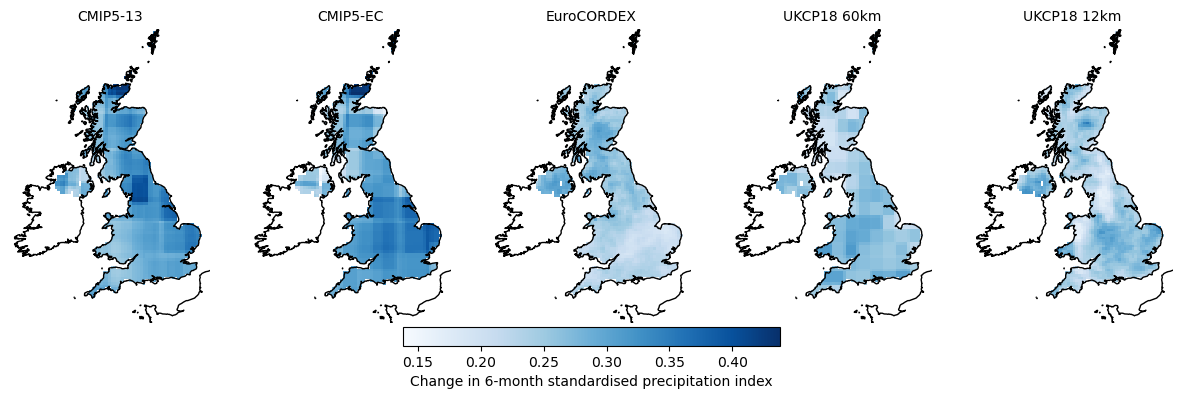 CMIP5-13 CMIP5-EC EuroCORDEX UKCP18 60km UKCP18 12km
0.15 0.20 0.25 0.30 0.35 0.40
Change in 6-month standardised precipitation index